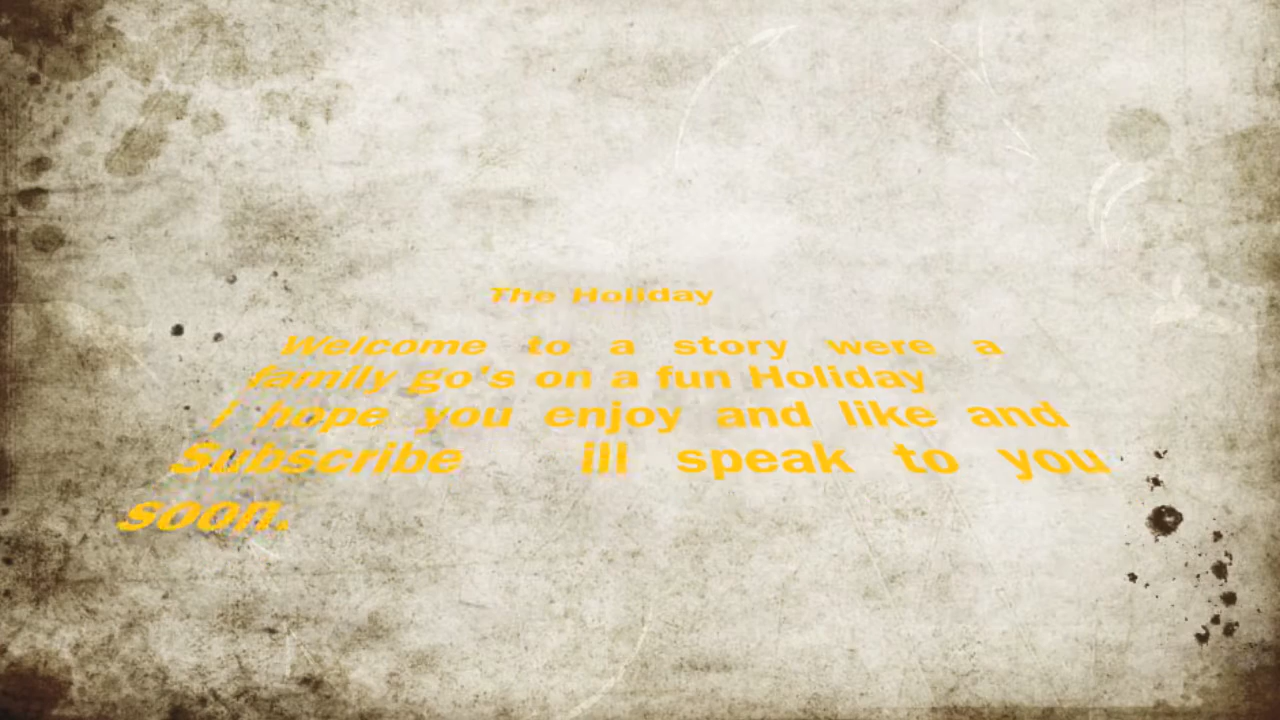 The Holiday
Welcome to a story were a
family go's on a fun Holiday
I hope you enjoy and like and
Subscribe ill speak to you
soon.